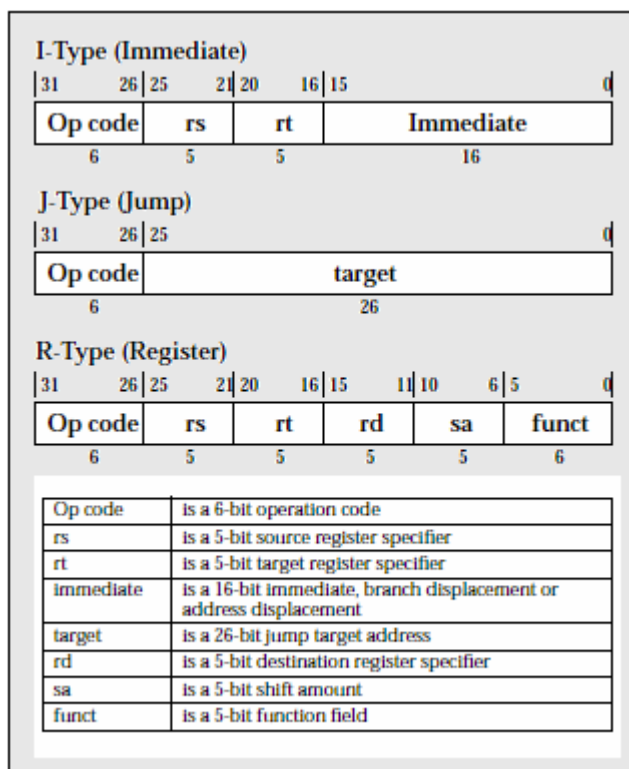 I-Type (Immediate)
31 26 25 21 20 16 15 0
Op code rs rt Immediate
6 5 5 16
J-Type (Jump)
31 26 25 0
Op code target
6 26
R-Type (Register)
31 26 25 21 20 16 15 11 10 6 5 0
Op code rs rt rd sa funct
6 5 5 5 5 6
Op code is a 6-bit operation code
rs is a 5-bit source register specifier
rt is a 5-bit target register specifier
immediate is a 16-bit immediate, branch displacement or
address displacement
target is a 26-bit jump target address
rd is a 5-bit destination register specifier
sa is a 5-bit shift amount
funct is a 5-bit function field